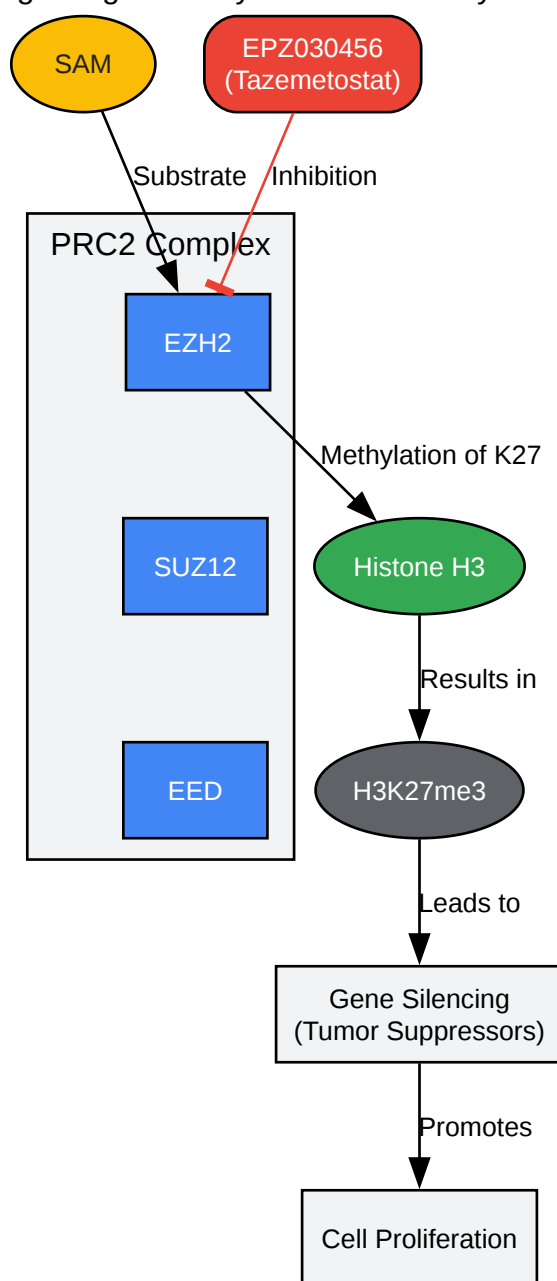 SAM
EPZ030456
(Tazemetostat)
Substrate
Inhibition
PRC2 Complex
EZH2
Methylation of K27
SUZ12
Histone H3
Results in
EED
H3K27me3
Leads to
Gene Silencing
(Tumor Suppressors)
Promotes
Cell Proliferation